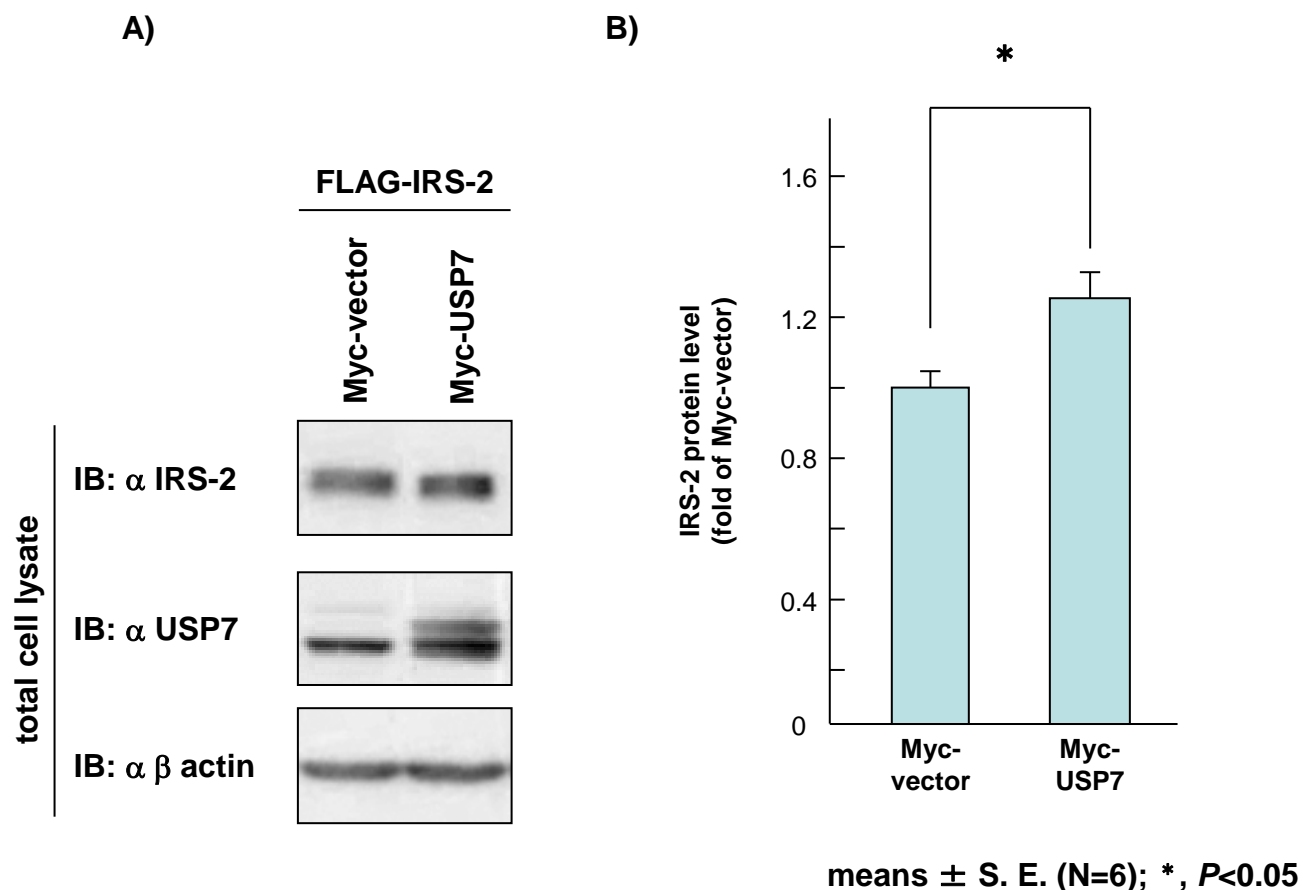 A)
FLAG-IRS-2
Myc-vector
Myc-USP7
total cell lysate
IB: α IRS-2
IB: α USP7
IB: α β actin
B)
*
IRS-2 protein level
(fold of Myc-vector)
1.6
1.2
0.8
0.4
0
Myc-
vector
Myc-
USP7
means ± S. E. (N=6); *, P<0.05